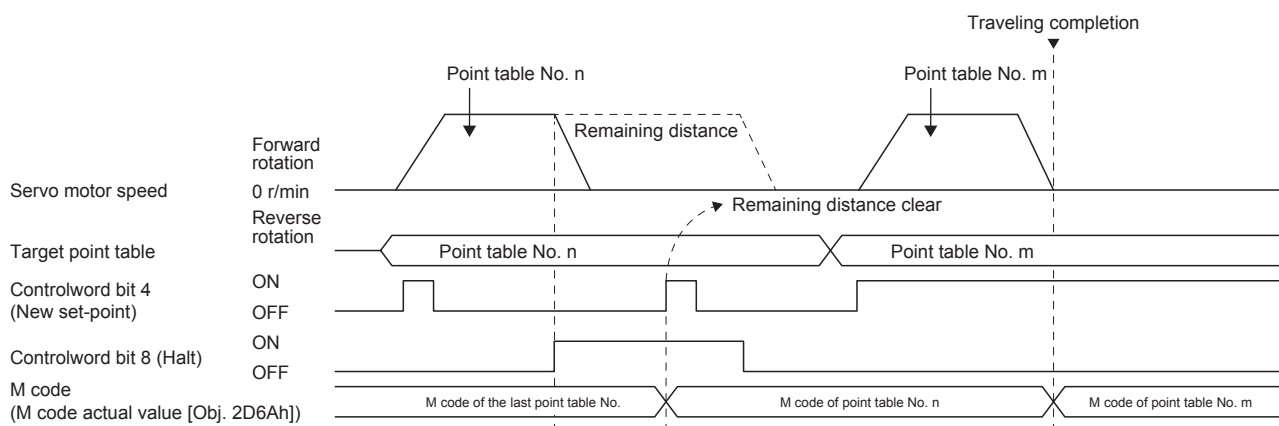 Traveling completion
Point table No. n
Point table No. m
Remaining distance
Forward
rotation
Servo motor speed
0 r/min
Remaining distance clear
Reverse
rotation
Target point table
Point table No. n
Point table No. m
Controlword bit 4
(New set-point)
ON
OFF
Controlword bit 8 (Halt)
ON
OFF
M code
(M code actual value [Obj. 2D6Ah])
M code of the last point table No.
M code of point table No. n
M code of point table No. m